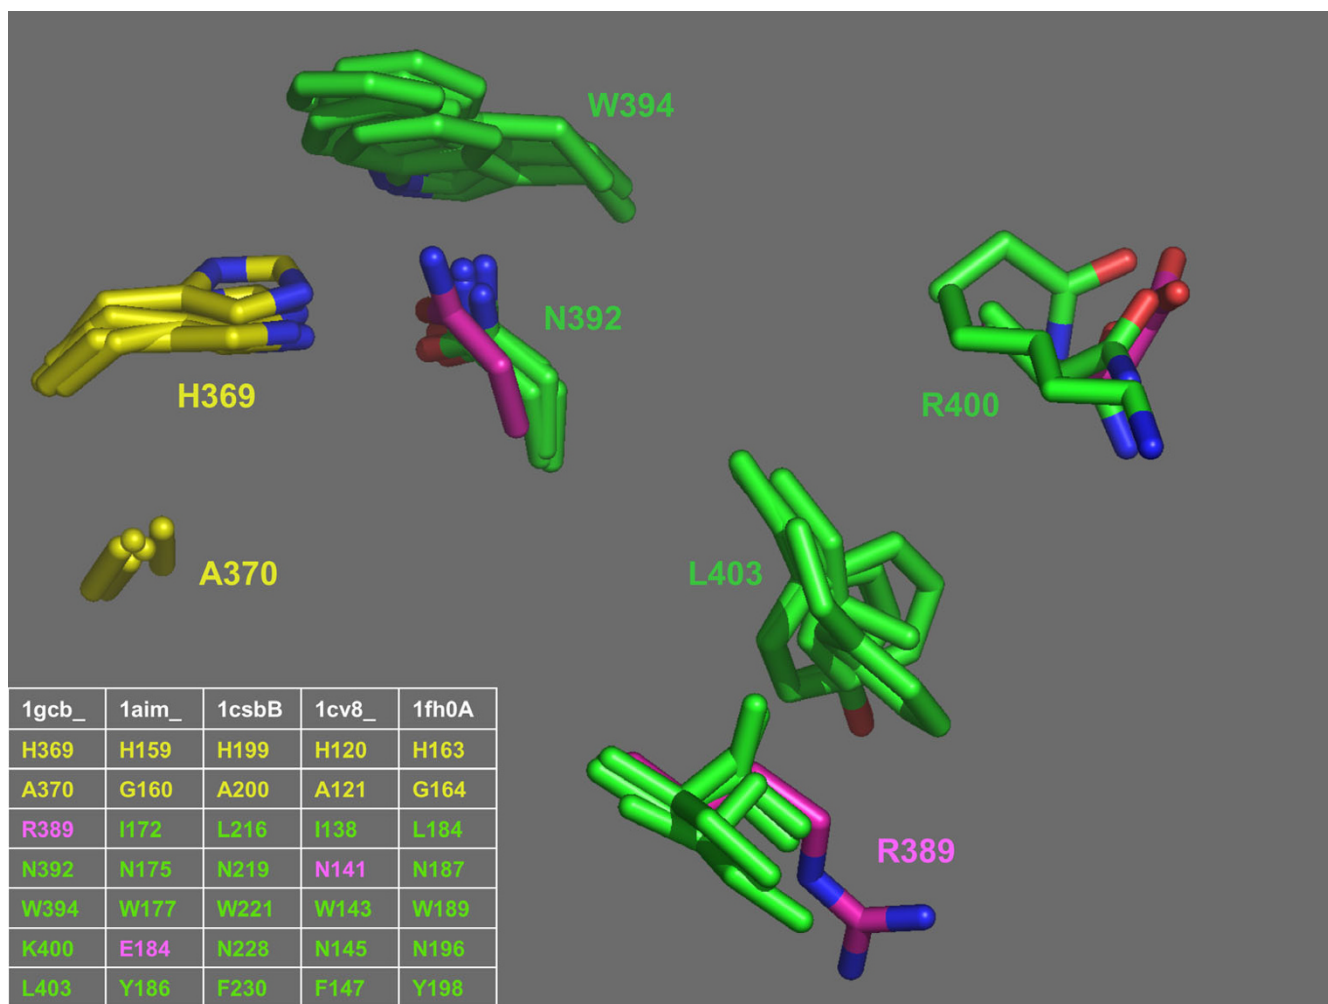 W394
N392
H369
R400
A370
L403
R389
1gcb_ 1aim_ 1csbB 1cv8_ 1fh0A
H369 H159 H199 H120 H163
A370 G160 A200 A121 G164
R389 I172 L216 I138 L184
N392 N175 N219 N141 N187
W394 W177 W221 W143 W189
K400 E184 N228 N145 N196
L403 Y186 F230 F147 Y198